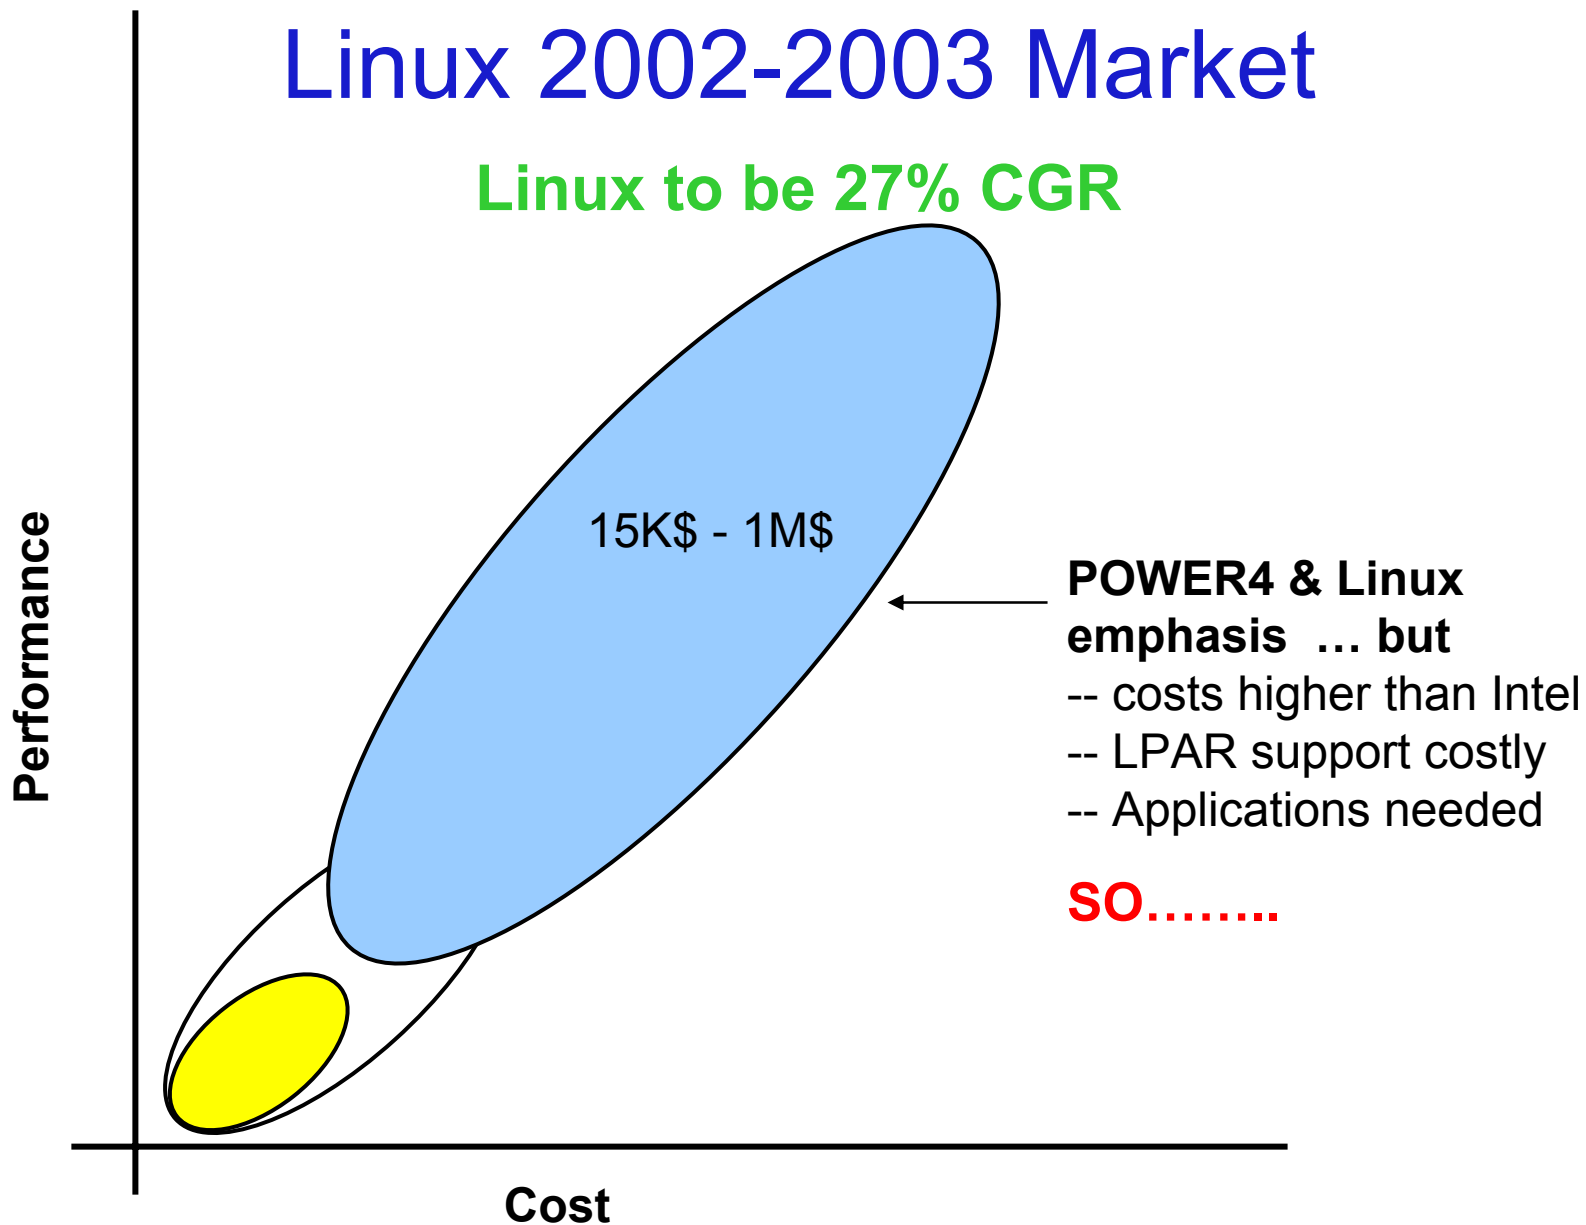 Linux 2002-2003 Market
Linux to be 27% CGR
15K$ - 1M$
POWER4 & Linux
emphasis … but
-- costs higher than Intel
-- LPAR support costly
-- Applications needed
SO……..
Performance
Cost